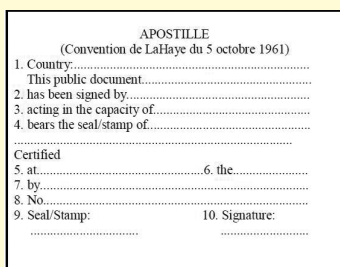 APOSTILLE
(Convention de LaHaye du 5 octobre 1961)
1. Country:..........................................................................
This public document.....................................................
2. has been signed by.........................................................
3. acting in the capacity of..................................................
4. bears the seal/stamp of...................................................
..................................................................................
Certified
5. at....................................................6. the.......................
7. by.....................................................................................
8. No.....................................................................................
9. Seal/Stamp: 10. Signature:
.................................. ...........................